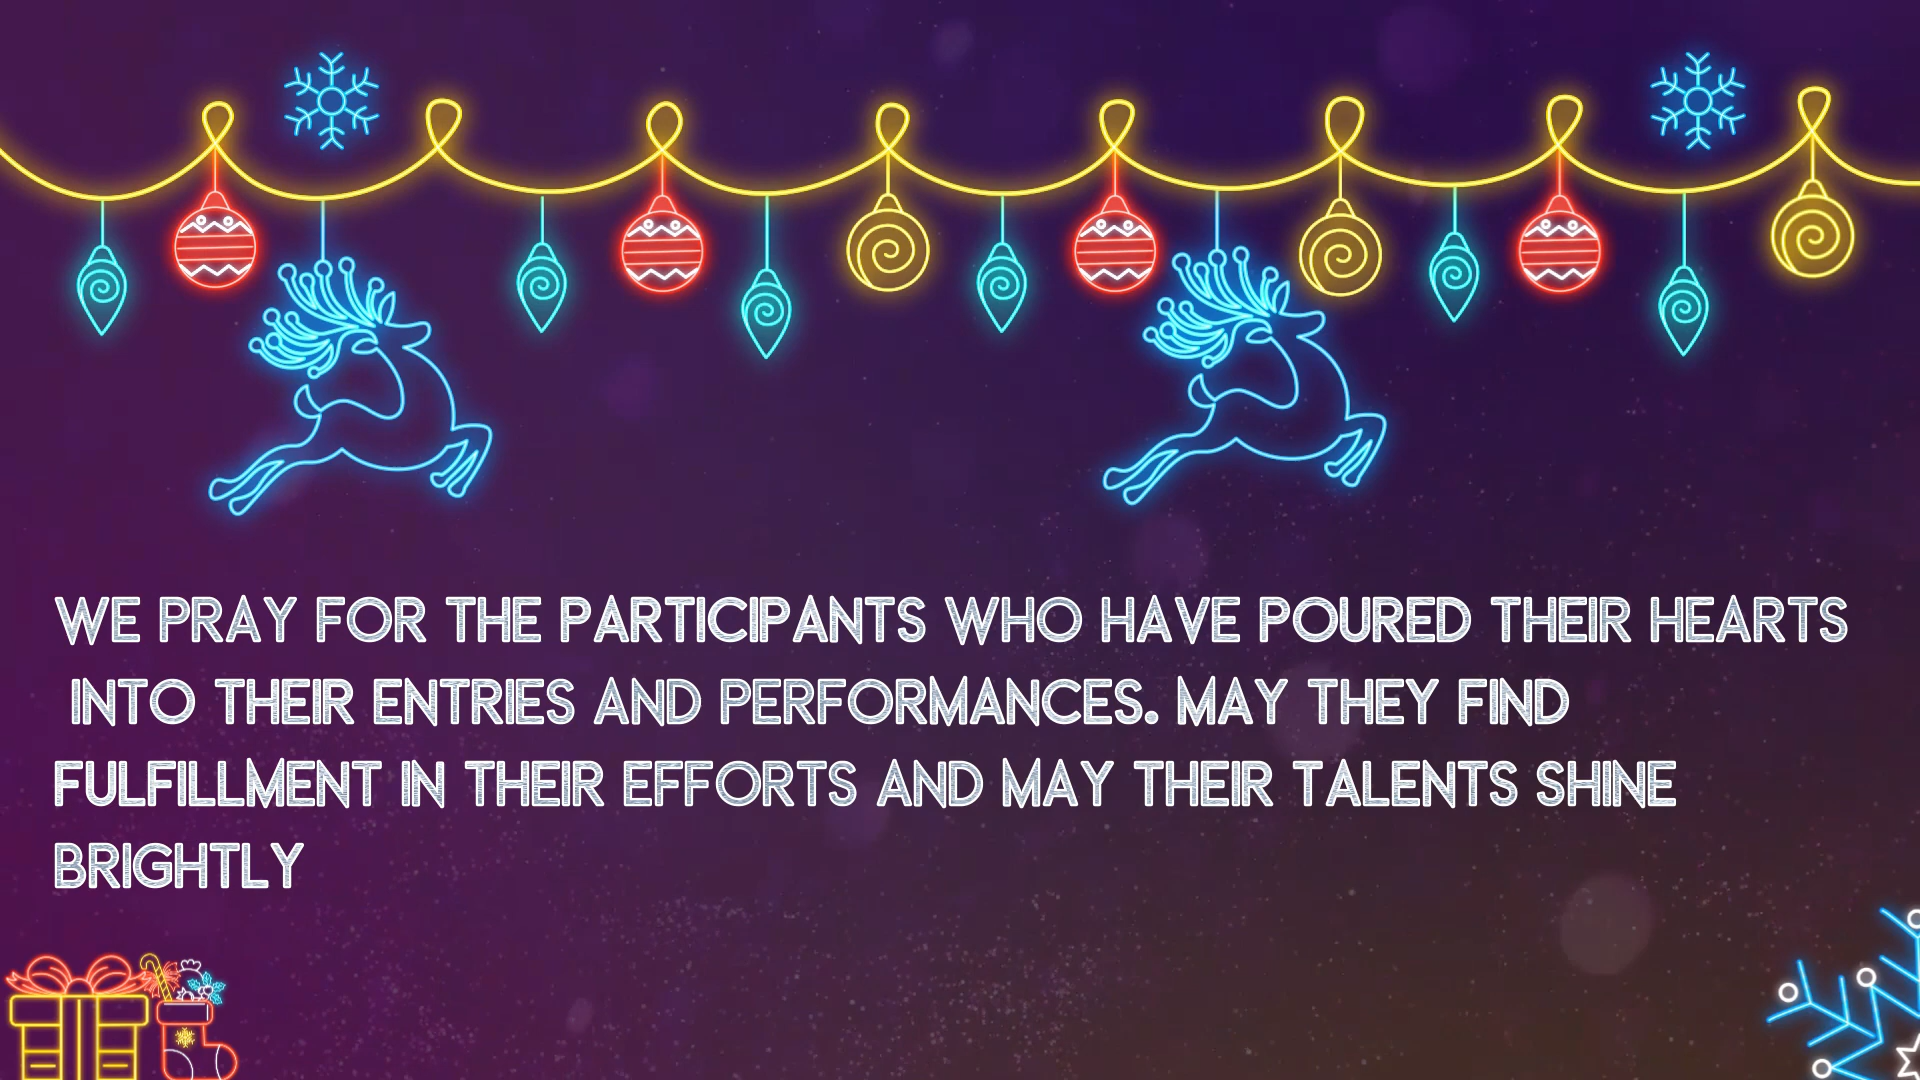 WE PRAY FOR THE PARTICIPANTS WHO HAVE POURED THEIR HEARTS
INTO THEIR ENTRIES AND PERFORMANCES. MAY THEY FIND
FULFILLMENT IN THEIR EFFORTS AND MAY THEIR TALENTS SHINE
BRIGHTLY